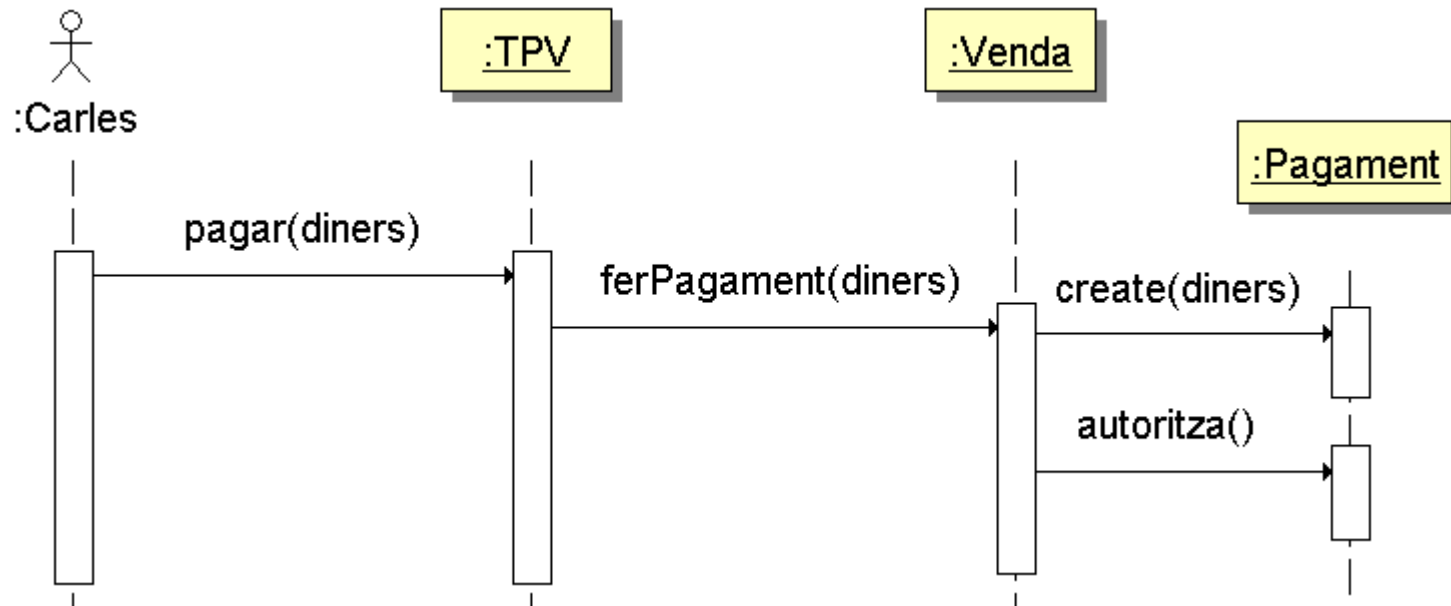 :TPV
:Venda
:Carles
:Pagament
pagar(diners)
ferPagament(diners)
create(diners)
autoritza()